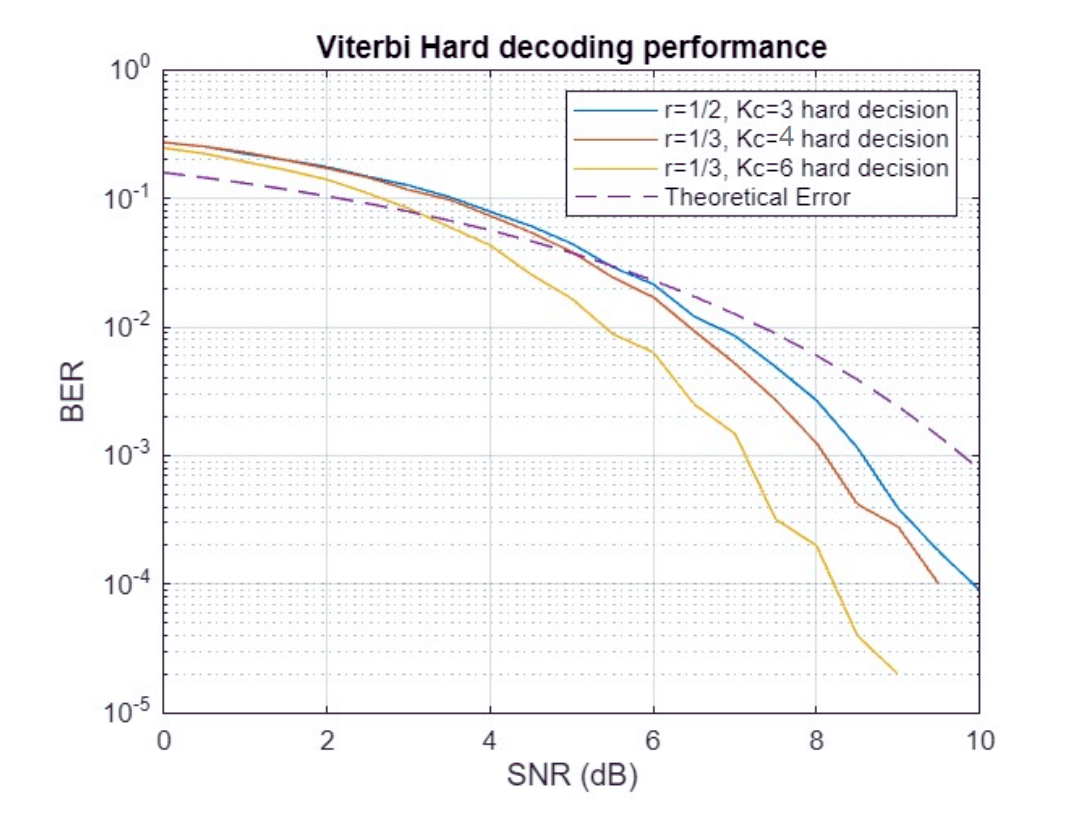 Viterbi Hard decoding performance
10^0
r=1/2, Kc=3 hard decision
r=1/3, Kc=4 hard decision
r=1/3, Kc=6 hard decision
Theoretical Error
10^-1
10^-2
BER
10^-3
10^-4
10^-5
0 2 4 6 8 10
SNR (dB)